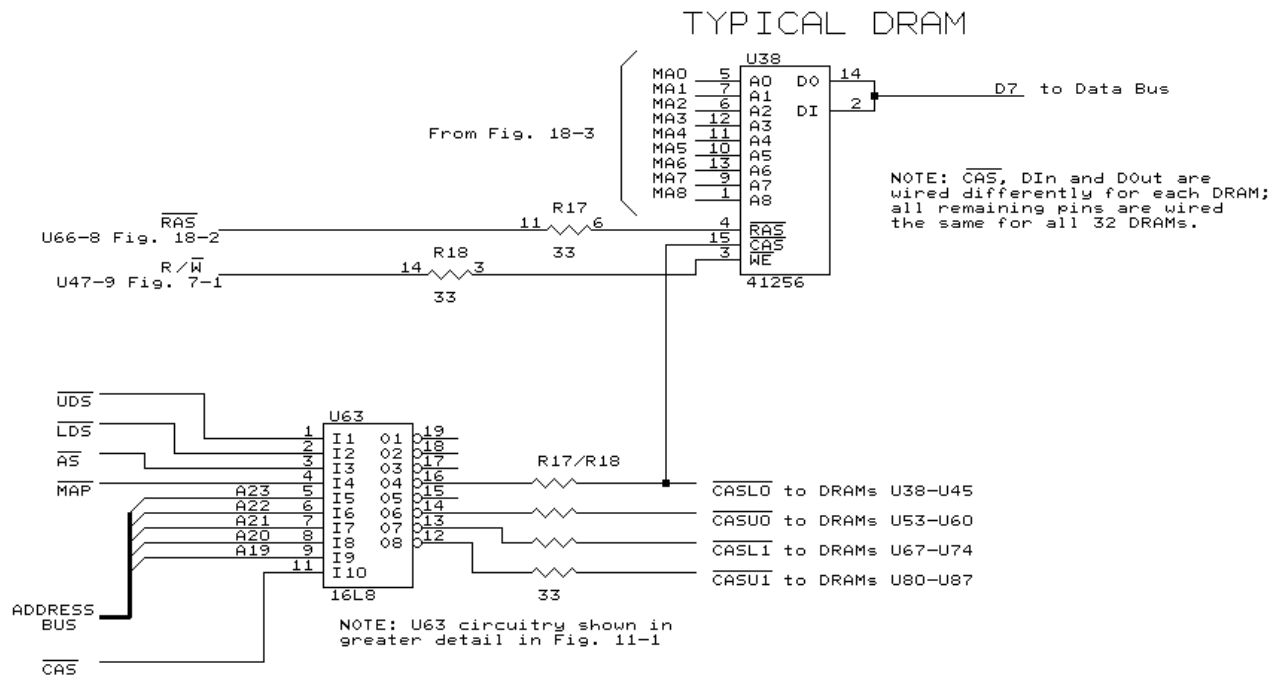 TYPICAL DRAM
U38
MA0 5 A0 DO 14
MA1 7 A1
MA2 6 A2 DI 2
MA3 12 A3
MA4 11 A4
MA5 10 A5
MA6 13 A6
MA7 9 A7
MA8 1 A8
D7 to Data Bus
From Fig. 18-3
NOTE: CAS, DIn and DOut are
wired differently for each DRAM;
all remaining pins are wired
the same for all 32 DRAMs.
RAS
U66-8 Fig. 18-2
R17
11 6
33
4 RAS
15 CAS
3 WE
41256
R/W
U47-9 Fig. 7-1
R18
14 3
33
UDS
LDS
AS
MAP
U63
1 I1 O1 19
2 I2 O2 18
3 I3 O3 17
4 I4 O4 16
A23 5 I5 O5 15
A22 6 I6 O6 14
A21 7 I7 O7 13
A20 8 I8 O8 12
A19 9 I9
11 I10
16L8
R17/R18
33
CASL0 to DRAMs U38-U45
CASU0 to DRAMs U53-U60
CASL1 to DRAMs U67-U74
CASU1 to DRAMs U80-U87
ADDRESS
BUS
CAS
NOTE: U63 circuitry shown in
greater detail in Fig. 11-1